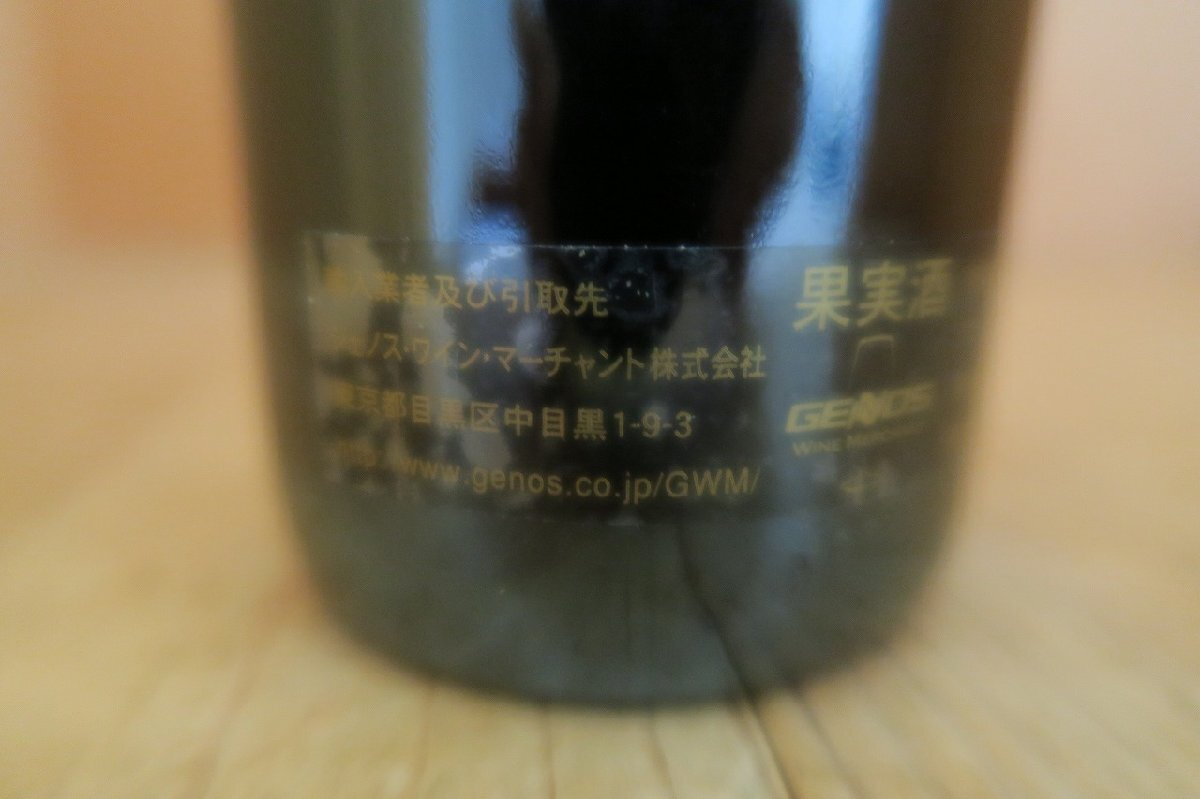 輸入業者及び引取先
ジェノス・ワイン・マーチャント株式会社
東京都目黒区中目黒1-9-3
http://www.genos.co.jp/GWM/
果実酒
GENOS
WINE